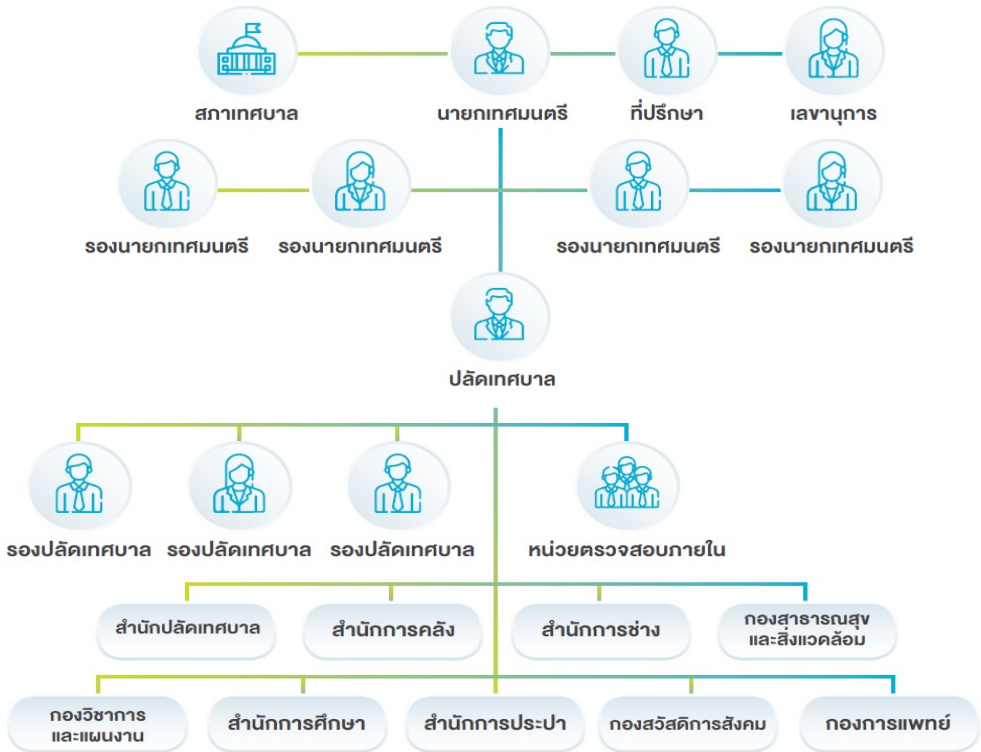 สภาเทศบาล
นายกเทศมนตรี
ที่ปรึกษา
เลขานุการ
รองนายกเทศมนตรี
รองนายกเทศมนตรี
รองนายกเทศมนตรี
รองนายกเทศมนตรี
ปลัดเทศบาล
รองปลัดเทศบาล
รองปลัดเทศบาล
รองปลัดเทศบาล
หน่วยตรวจสอบภายใน
สำนักปลัดเทศบาล
สำนักการคลัง
สำนักการช่าง
กองสาธารณสุข
และสิ่งแวดล้อม
กองวิชาการ
และแผนงาน
สำนักการศึกษา
สำนักการประปา
กองสวัสดิการสังคม
กองการแพทย์